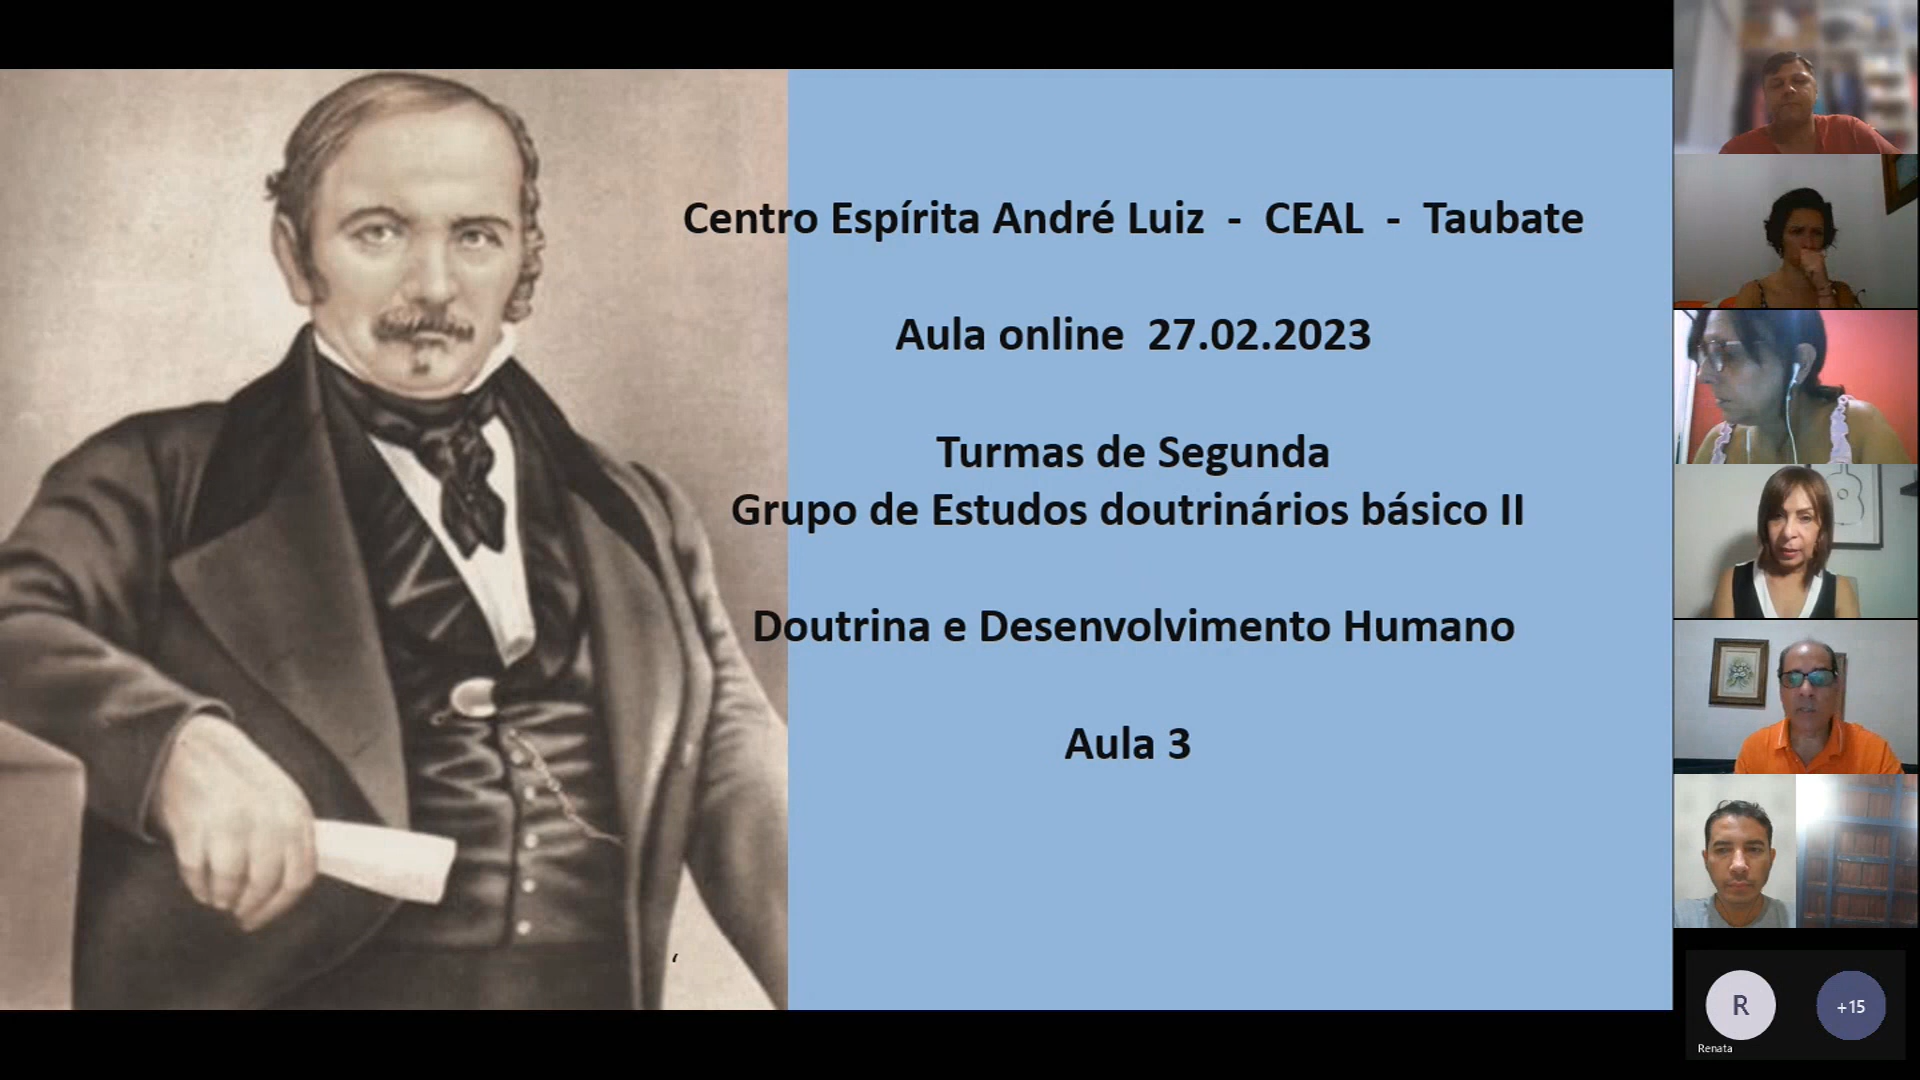 Centro Espírita André Luiz - CEAL - Taubate
Aula online 27.02.2023
Turmas de Segunda
Grupo de Estudos doutrinários básico II
Doutrina e Desenvolvimento Humano
Aula 3
‘
R
+15
Renata